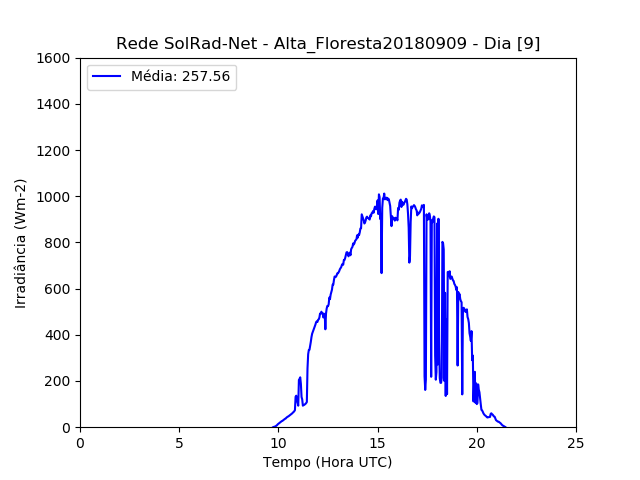 Rede SolRad-Net - Alta_Floresta20180909 - Dia [9]
Média: 257.56
1600
1400
1200
1000
800
600
400
200
0
Irradiância (Wm-2)
0 5 10 15 20 25
Tempo (Hora UTC)